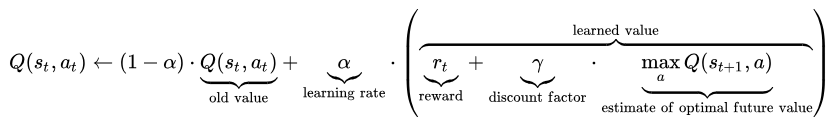 learned value
Q(s_t, a_t) ← (1 − α) · Q(s_t, a_t) + α · ( r_t + γ · max_a Q(s_{t+1}, a) )
old value
learning rate
reward
discount factor
estimate of optimal future value